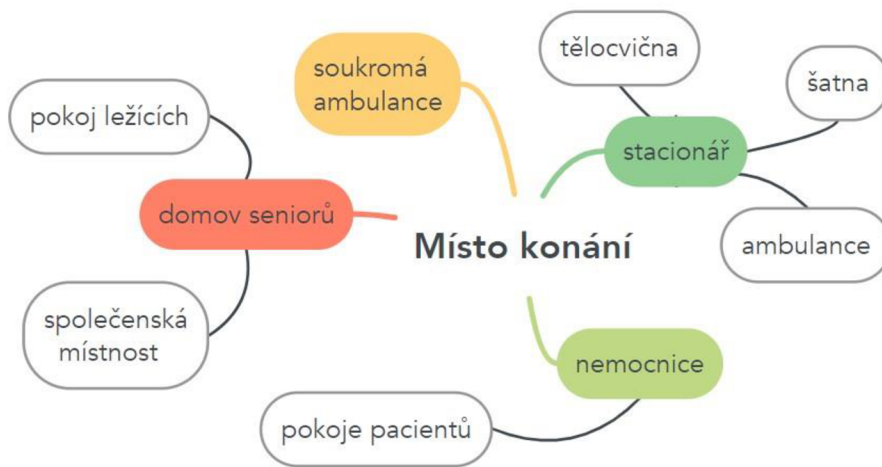 tělocvična
soukromá
ambulance
šatna
pokoj ležících
stacionář
domov seniorů
Místo konání
ambulance
společenská
místnost
nemocnice
pokoje pacientů